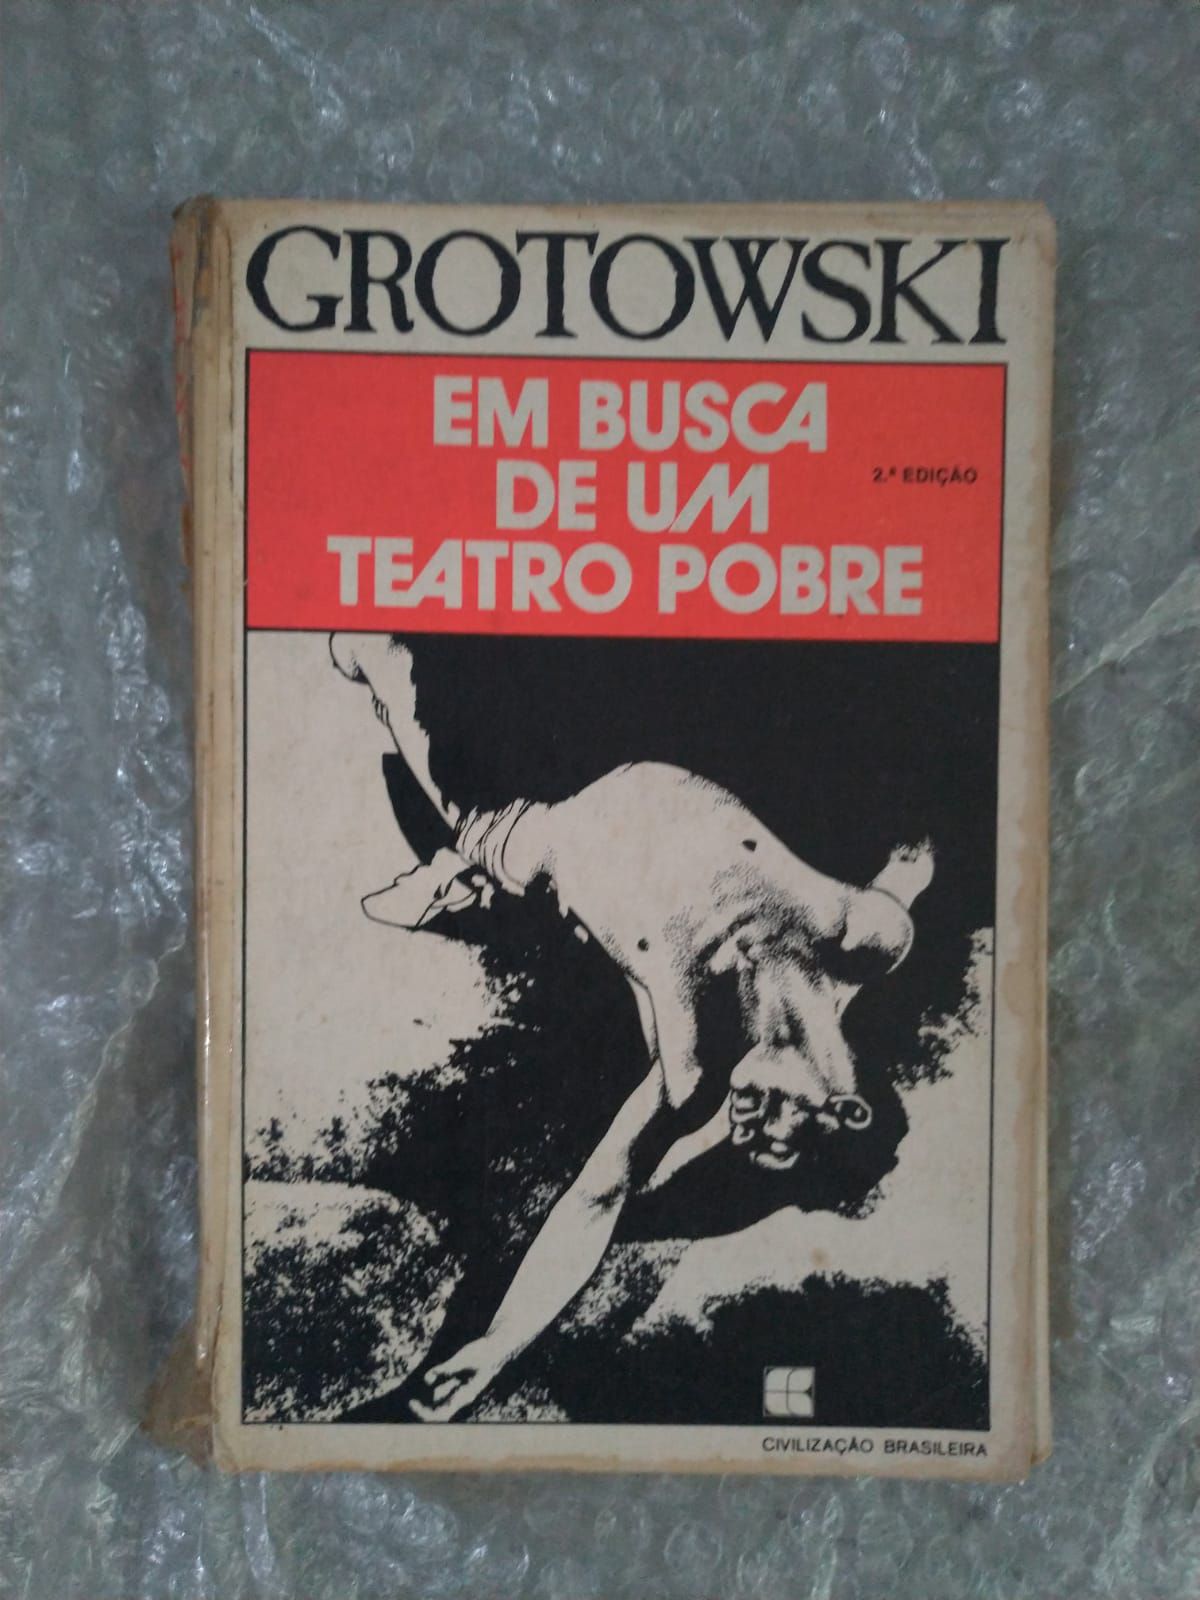 GROTOWSKI
EM BUSCA
DE UM
2.ª EDIÇÃO
TEATRO POBRE
CIVILIZAÇÃO BRASILEIRA